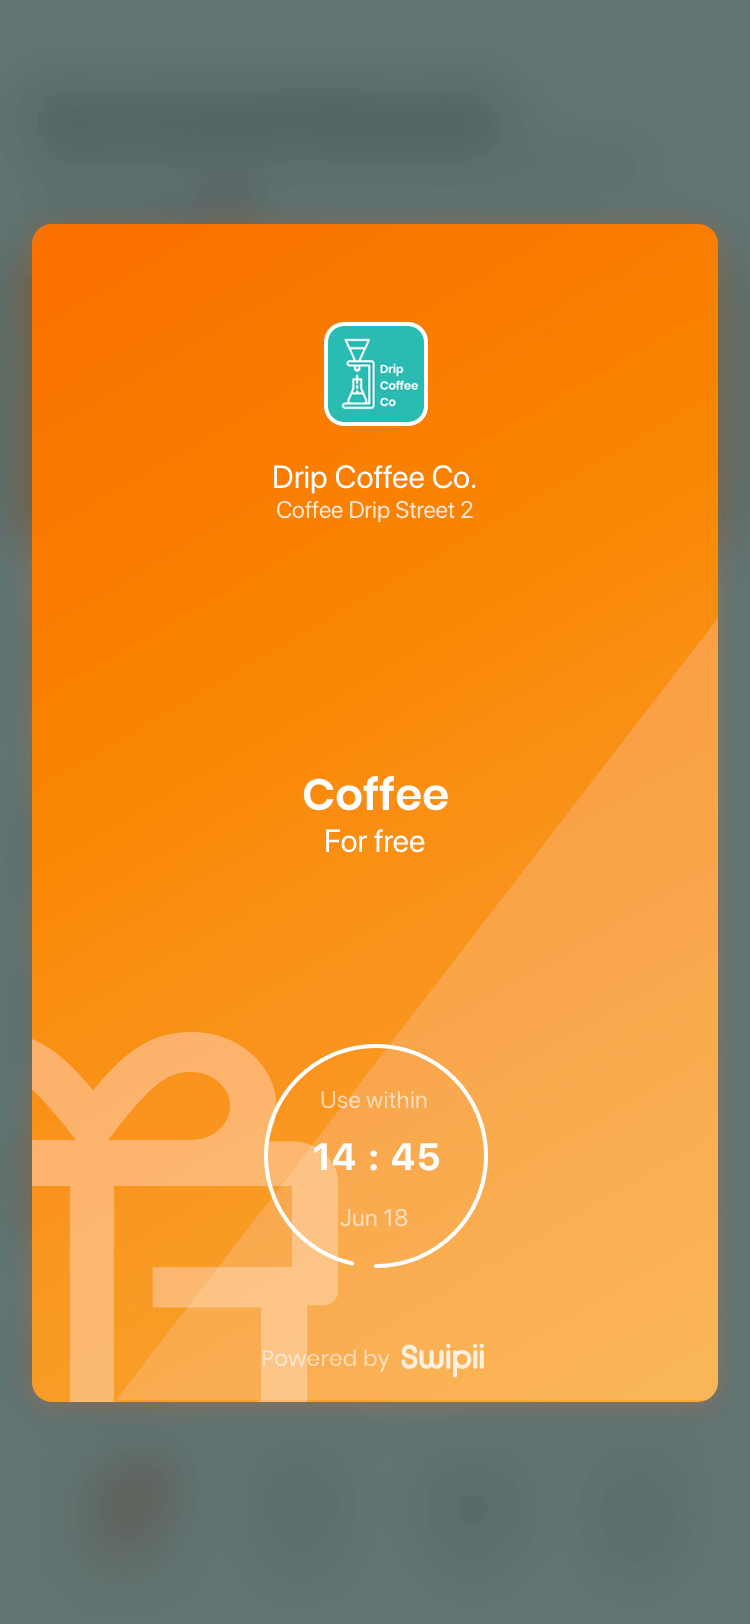 Drip
Coffee
Co
Drip Coffee Co.
Coffee Drip Street 2
Coffee
For free
Use within
14 : 45
Jun 18
Powered by Swipii